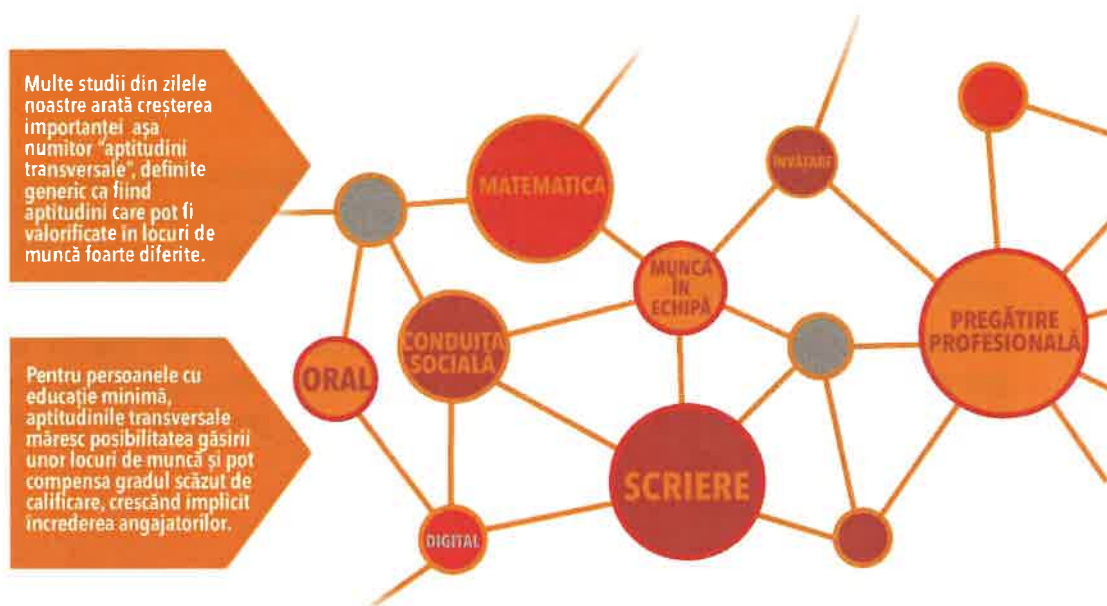 Multe studii din zilele
noastre arată creșterea
importanței așa
numitor "aptitudini
transversale", definite
generic ca fiind
aptitudini care pot fi
valorificate în locuri de
muncă foarte diferite.
Pentru persoanele cu
educație minimă,
aptitudinile transversale
măresc posibilitatea găsirii
unor locuri de muncă și pot
compensa gradul scăzut de
calificare, crescând implicit
încrederea angajatorilor.
MATEMATICA
ÎNVĂȚARE
MUNCA
ÎN
ECHIPĂ
CONDUITA
SOCIALĂ
ORAL
PREGĂTIRE
PROFESIONALĂ
SCRIERE
DIGITAL